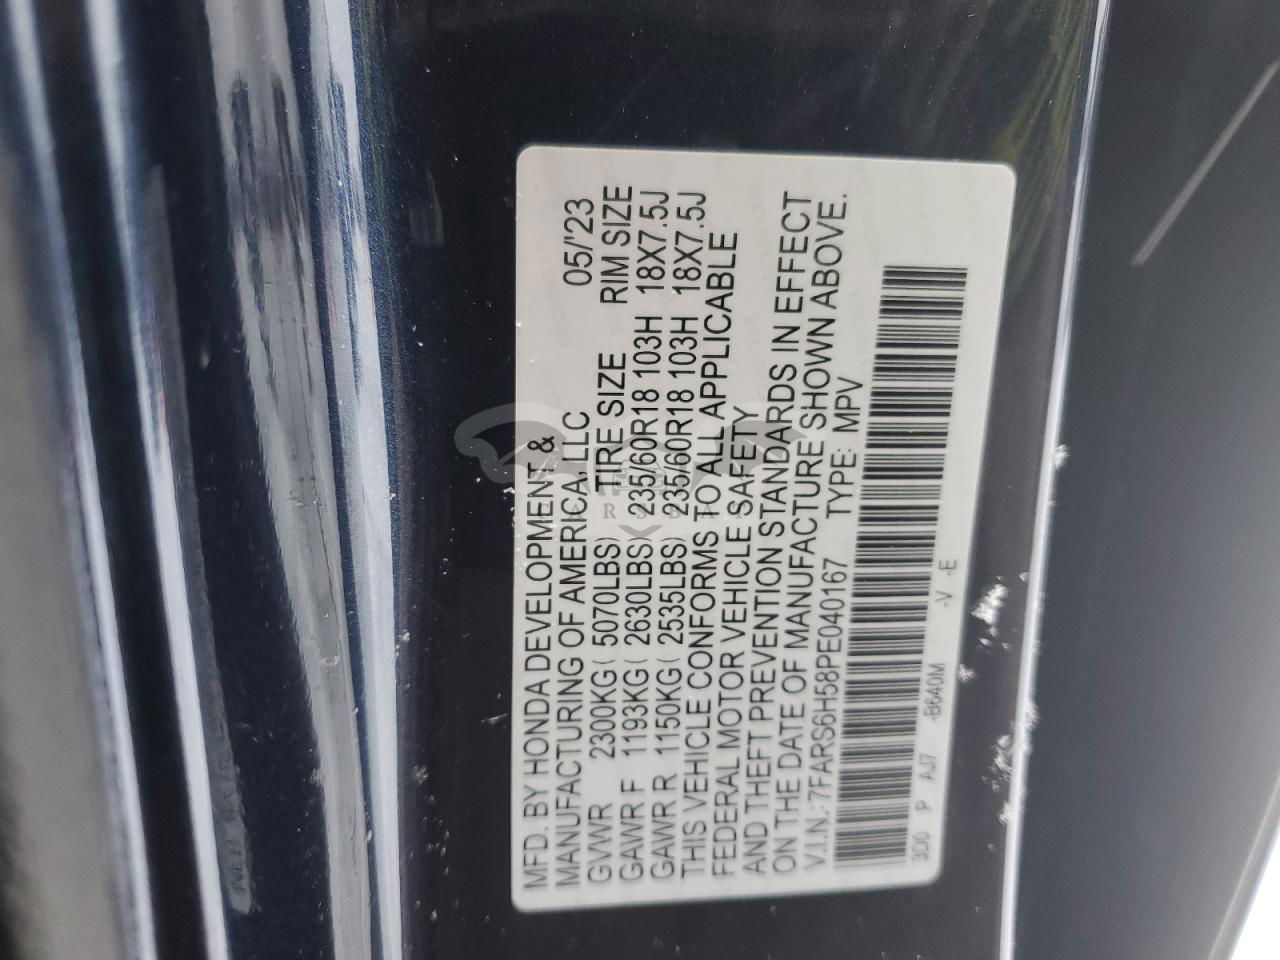 MFD. BY HONDA DEVELOPMENT &
MANUFACTURING OF AMERICA, LLC 05/'23
GVWR 2300KG( 5070LBS) TIRE SIZE RIM SIZE
GAWR F 1193KG( 2630LBS) 235/60R18 103H 18X7.5J
GAWR R 1150KG( 2535LBS) 235/60R18 103H 18X7.5J
THIS VEHICLE CONFORMS TO ALL APPLICABLE
FEDERAL MOTOR VEHICLE SAFETY
AND THEFT PREVENTION STANDARDS IN EFFECT
ON THE DATE OF MANUFACTURE SHOWN ABOVE.
V.I.N.:7FARS6H58PE040167 TYPE: MPV
3D0 P AJ7 -B640M -V -E